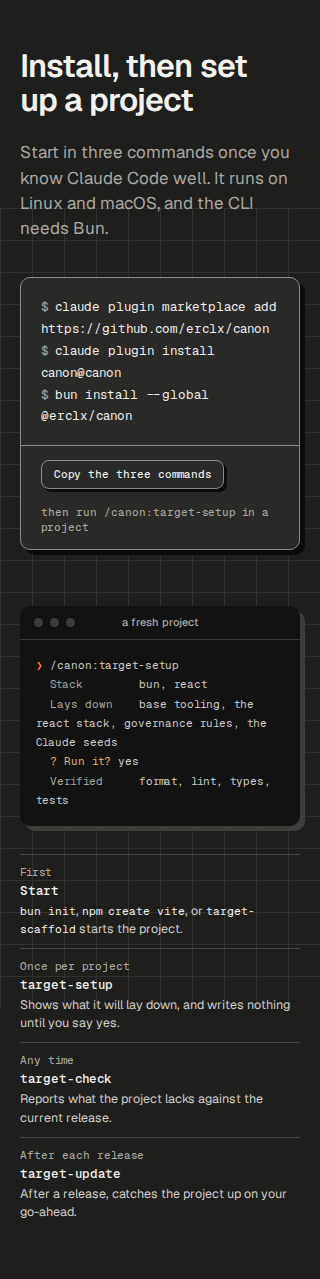 Install, then set
up a project
Start in three commands once you
know Claude Code well. It runs on
Linux and macOS, and the CLI
needs Bun.
$ claude plugin marketplace add
https://github.com/erclx/canon
$ claude plugin install
canon@canon
$ bun install --global
@erclx/canon
Copy the three commands
then run /canon:target-setup in a
project
a fresh project
❯ /canon:target-setup
Stack bun, react
Lays down base tooling, the
react stack, governance rules, the
Claude seeds
? Run it? yes
Verified format, lint, types,
tests
First
Start
bun init, npm create vite, or target-
scaffold starts the project.
Once per project
target-setup
Shows what it will lay down, and writes nothing
until you say yes.
Any time
target-check
Reports what the project lacks against the
current release.
After each release
target-update
After a release, catches the project up on your
go-ahead.